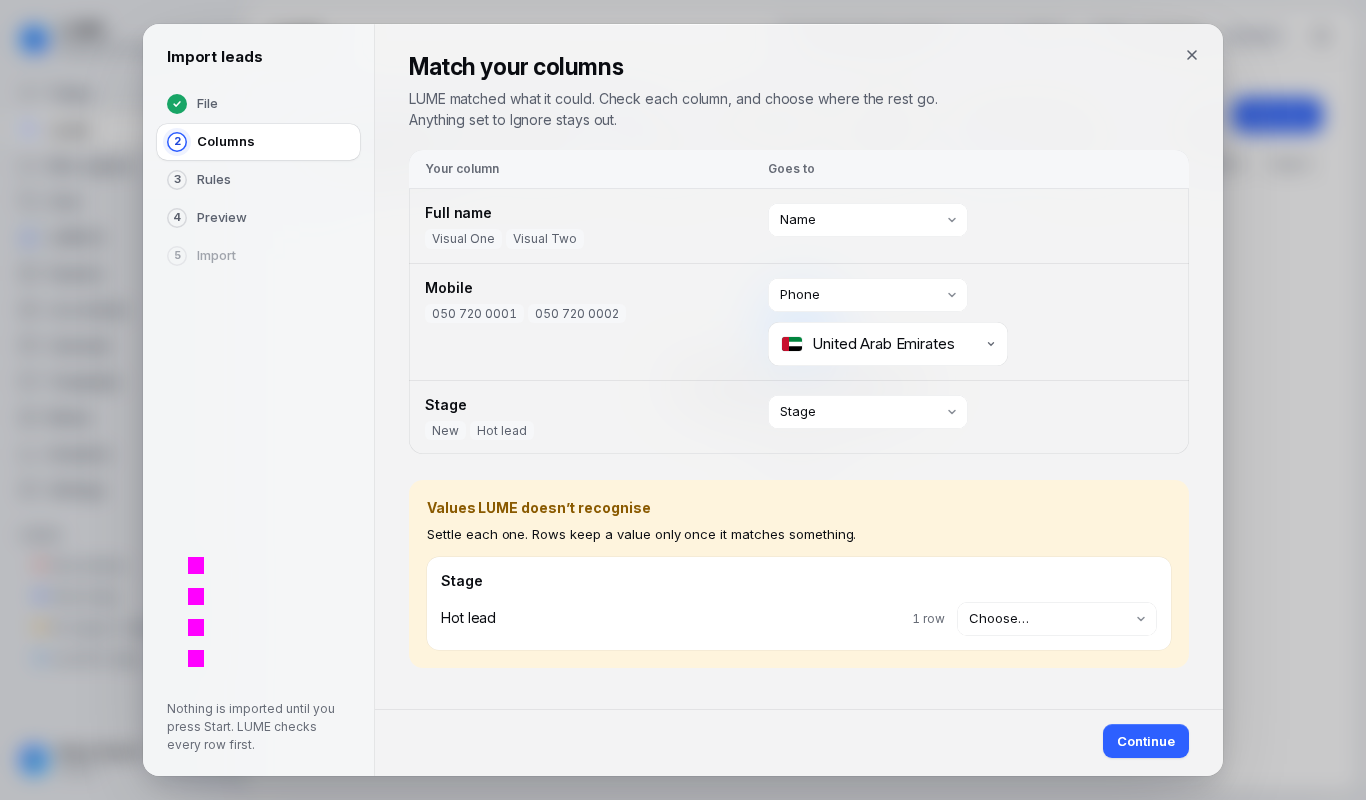 Import leads
File
2 Columns
3 Rules
4 Preview
5 Import
Nothing is imported until you
press Start. LUME checks
every row first.
Match your columns
LUME matched what it could. Check each column, and choose where the rest go.
Anything set to Ignore stays out.
Your column Goes to
Full name Name
Visual One Visual Two
Mobile Phone
050 720 0001 050 720 0002
United Arab Emirates
Stage Stage
New Hot lead
Values LUME doesn’t recognise
Settle each one. Rows keep a value only once it matches something.
Stage
Hot lead 1 row Choose…
Continue